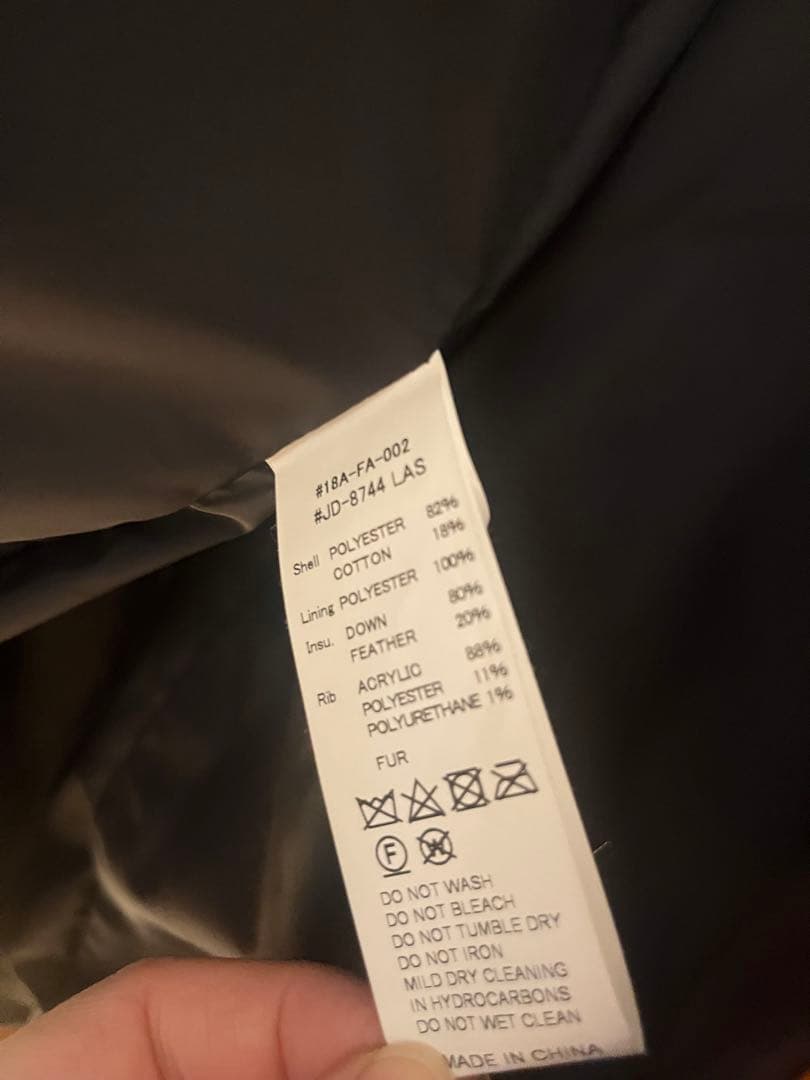 #18A-FA-002
#JD-8744 LAS
Shell POLYESTER 82%
COTTON 18%
Lining POLYESTER 100%
Insu. DOWN 80%
FEATHER 20%
Rib ACRYLIC 88%
POLYESTER 11%
POLYURETHANE 1%
FUR
F W
DO NOT WASH
DO NOT BLEACH
DO NOT TUMBLE DRY
DO NOT IRON
MILD DRY CLEANING
IN HYDROCARBONS
DO NOT WET CLEAN
MADE IN CHINA